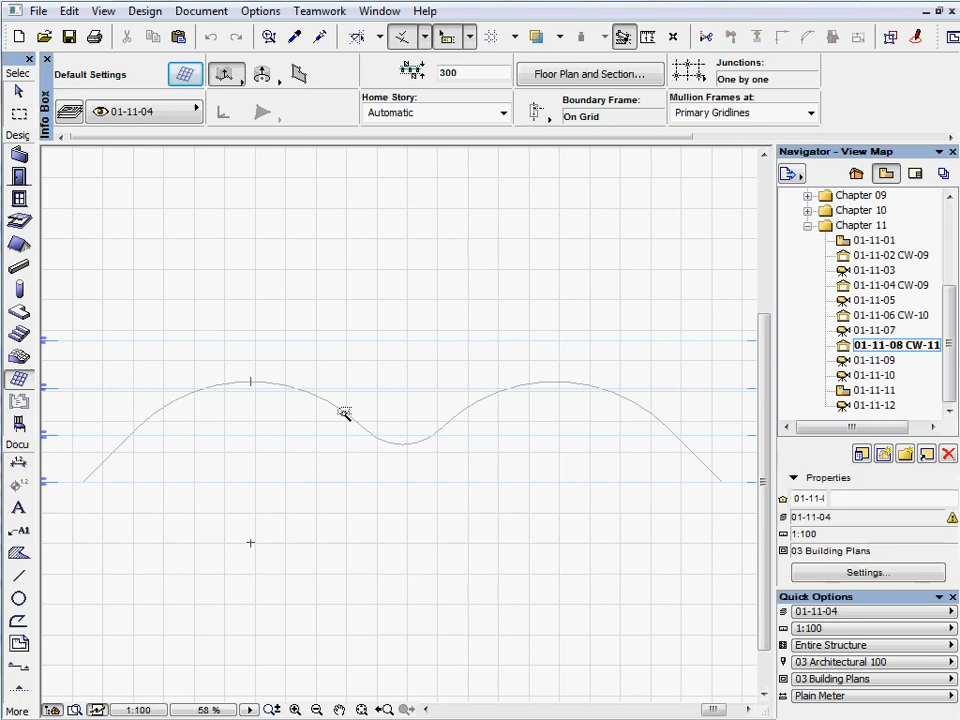 File Edit View Design Document Options Teamwork Window Help
Selec
Default Settings
300
Floor Plan and Section...
Junctions:
One by one
01-11-04
Home Story:
Automatic
Boundary Frame:
On Grid
Mullion Frames at:
Primary Gridlines
Info Box
Desig
Docu
A1
More
Navigator - View Map
Chapter 09
Chapter 10
Chapter 11
01-11-01
01-11-02 CW-09
01-11-03
01-11-04 CW-09
01-11-05
01-11-06 CW-10
01-11-07
01-11-08 CW-11
01-11-09
01-11-10
01-11-11
01-11-12
Properties
01-11-
01-11-04
1:100
03 Building Plans
Settings...
Quick Options
01-11-04
1:100
Entire Structure
03 Architectural 100
03 Building Plans
Plain Meter
1:100
58 %